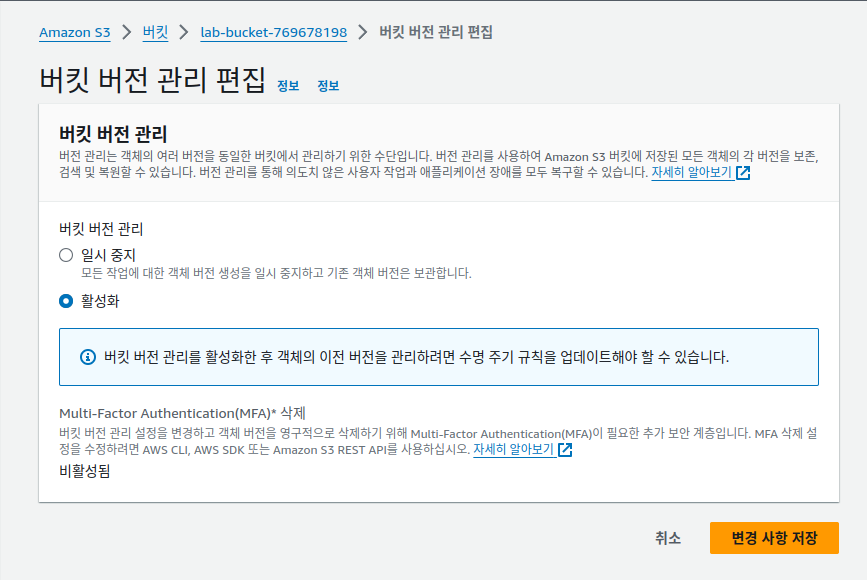 Amazon S3 > 버킷 > lab-bucket-769678198 > 버킷 버전 관리 편집
버킷 버전 관리 편집 정보 정보
버킷 버전 관리
버전 관리는 객체의 여러 버전을 동일한 버킷에서 관리하기 위한 수단입니다. 버전 관리를 사용하여 Amazon S3 버킷에 저장된 모든 객체의 각 버전을 보존,
검색 및 복원할 수 있습니다. 버전 관리를 통해 의도치 않은 사용자 작업과 애플리케이션 장애를 모두 복구할 수 있습니다. 자세히 알아보기
버킷 버전 관리
일시 중지
모든 작업에 대한 객체 버전 생성을 일시 중지하고 기존 객체 버전은 보관합니다.
활성화
버킷 버전 관리를 활성화한 후 객체의 이전 버전을 관리하려면 수명 주기 규칙을 업데이트해야 할 수 있습니다.
Multi-Factor Authentication(MFA)* 삭제
버킷 버전 관리 설정을 변경하고 객체 버전을 영구적으로 삭제하기 위해 Multi-Factor Authentication(MFA)이 필요한 추가 보안 계층입니다. MFA 삭제 설
정을 수정하려면 AWS CLI, AWS SDK 또는 Amazon S3 REST API를 사용하십시오. 자세히 알아보기
비활성됨
취소 변경 사항 저장